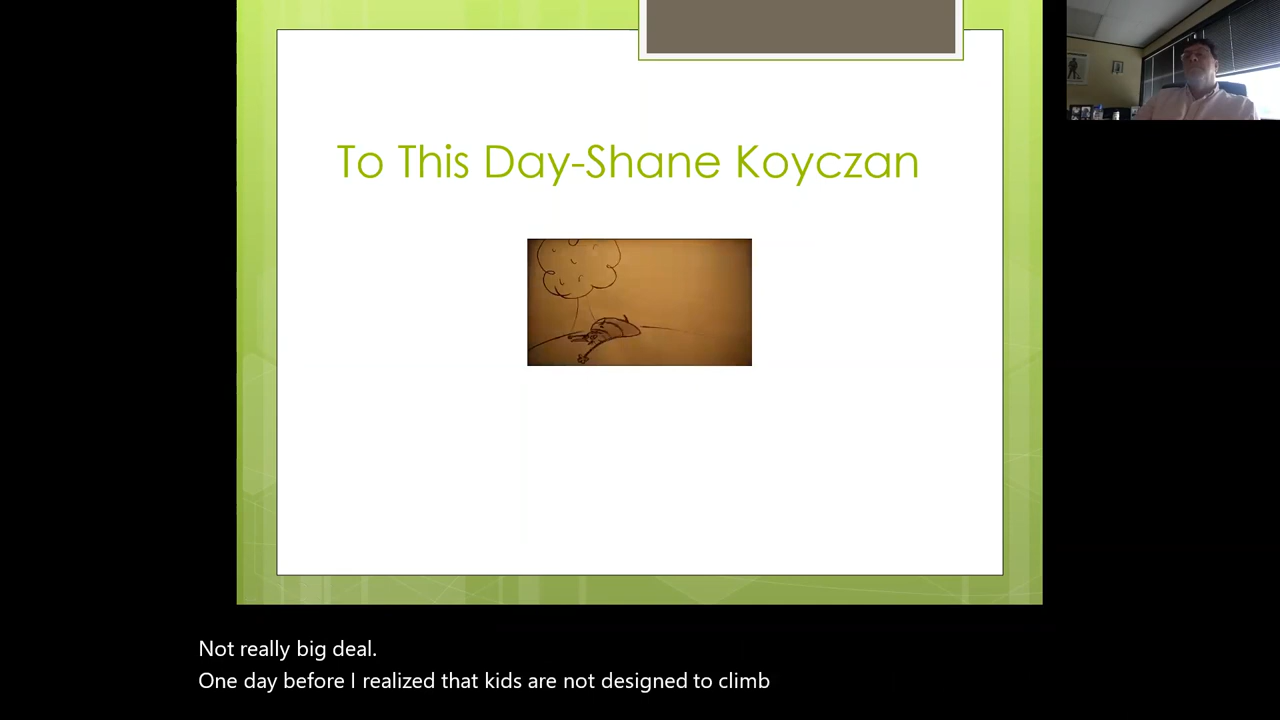 To This Day-Shane Koyczan
Not really big deal.
One day before I realized that kids are not designed to climb